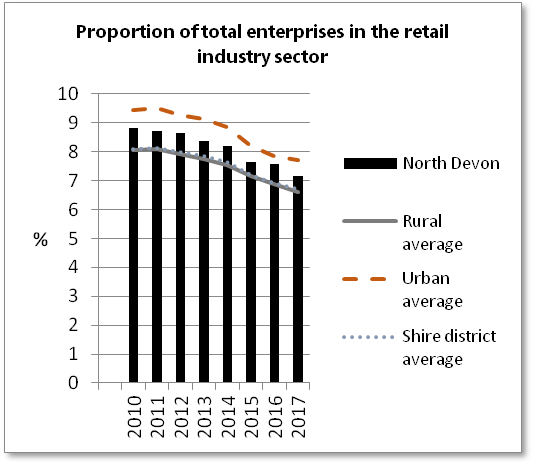 Proportion of total enterprises in the retail
industry sector
10
9
8
7
6
5
4
3
2
1
0
%
2010
2011
2012
2013
2014
2015
2016
2017
North Devon
Rural
average
Urban
average
Shire district
average